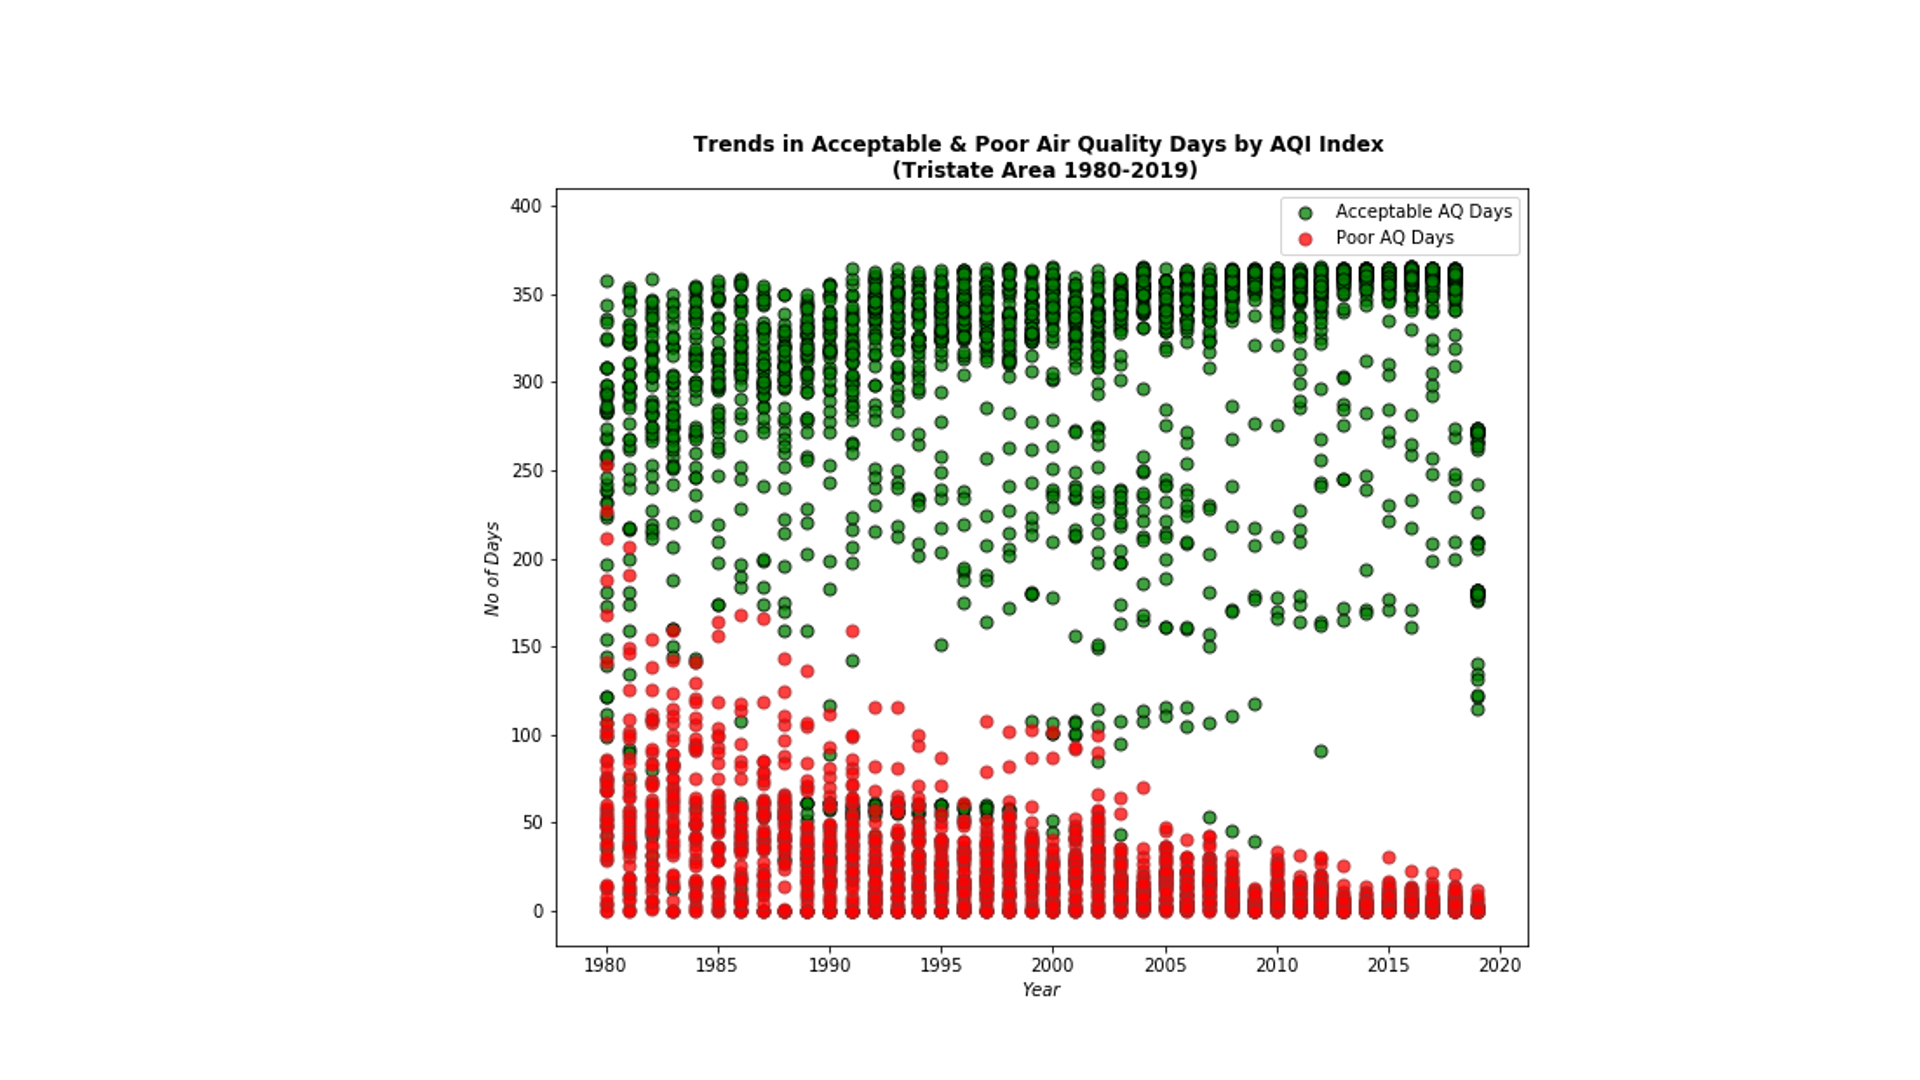 Trends in Acceptable & Poor Air Quality Days by AQI Index
(Tristate Area 1980-2019)
Acceptable AQ Days
Poor AQ Days
400
350
300
250
200
150
100
50
0
No of Days
1980 1985 1990 1995 2000 2005 2010 2015 2020
Year